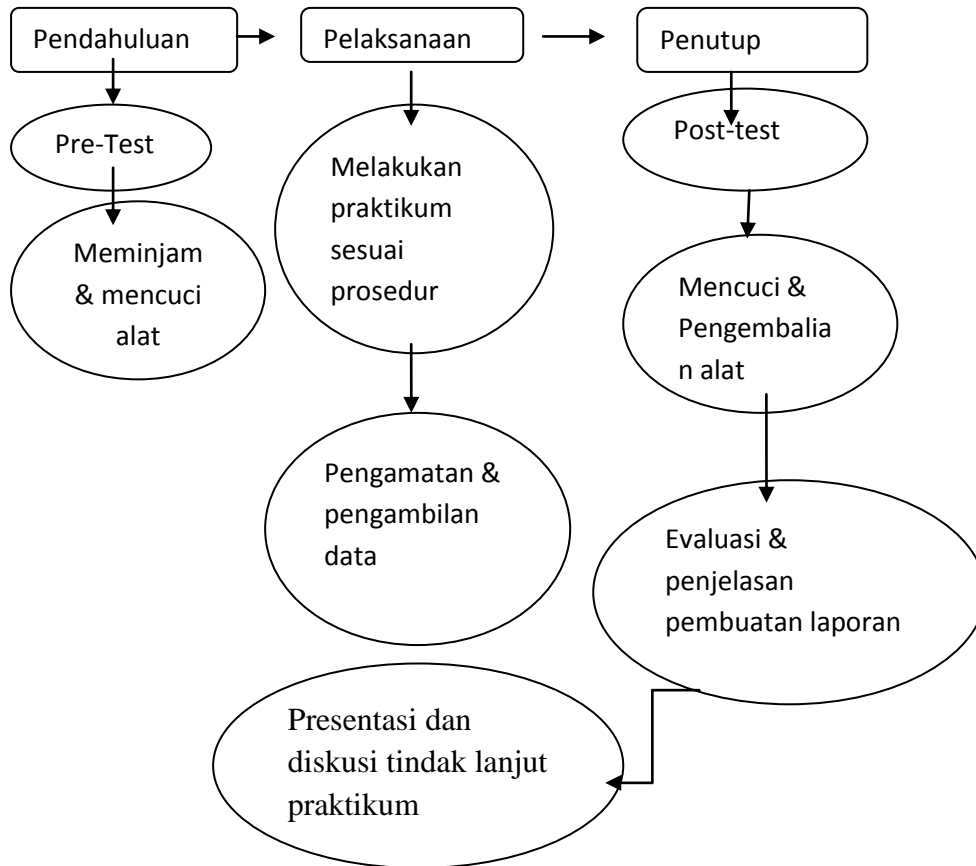 Pendahuluan
Pelaksanaan
Penutup
Pre-Test
Meminjam
& mencuci
alat
Melakukan
praktikum
sesuai
prosedur
Pengamatan &
pengambilan
data
Post-test
Mencuci &
Pengembalia
n alat
Evaluasi &
penjelasan
pembuatan laporan
Presentasi dan
diskusi tindak lanjut
praktikum